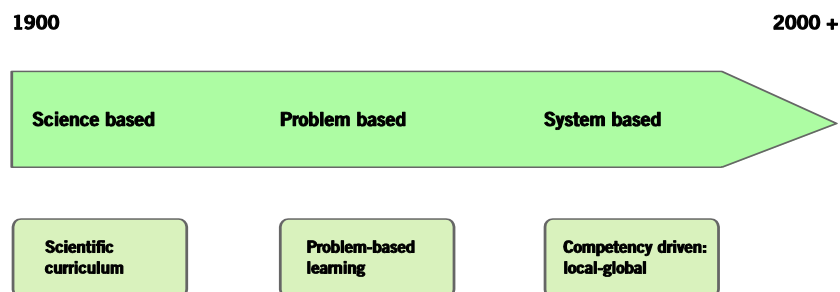 1900
2000 +
Science based
Problem based
System based
Scientific
curriculum
Problem-based
learning
Competency driven:
local-global